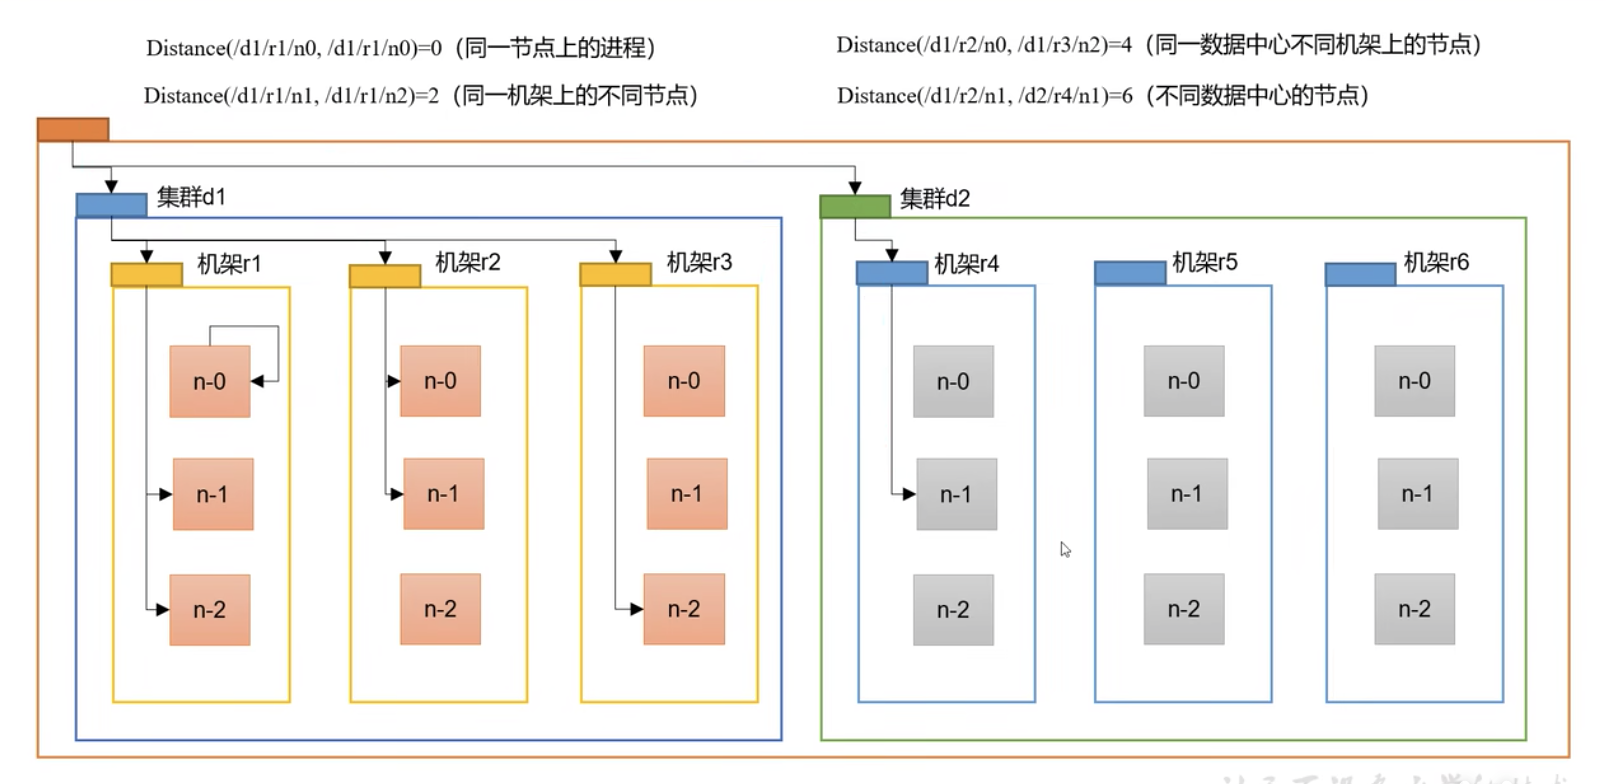 Distance(/d1/r1/n0, /d1/r1/n0)=0（同一节点上的进程）
Distance(/d1/r2/n0, /d1/r3/n2)=4（同一数据中心不同机架上的节点）
Distance(/d1/r1/n1, /d1/r1/n2)=2（同一机架上的不同节点）
Distance(/d1/r2/n1, /d2/r4/n1)=6（不同数据中心的节点）
集群d1
集群d2
机架r1
机架r2
机架r3
机架r4
机架r5
机架r6
n-0
n-0
n-0
n-0
n-0
n-0
n-1
n-1
n-1
n-1
n-1
n-1
n-2
n-2
n-2
n-2
n-2
n-2